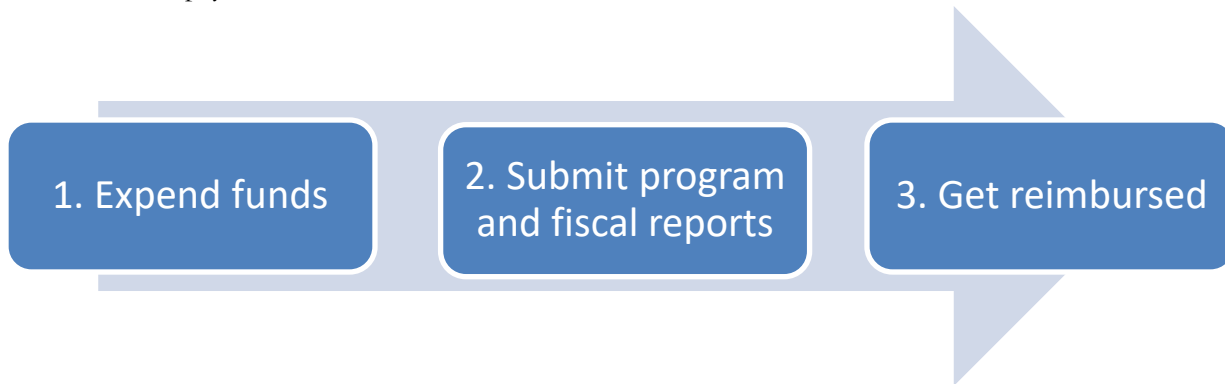 1. Expend funds
2. Submit program
and fiscal reports
3. Get reimbursed